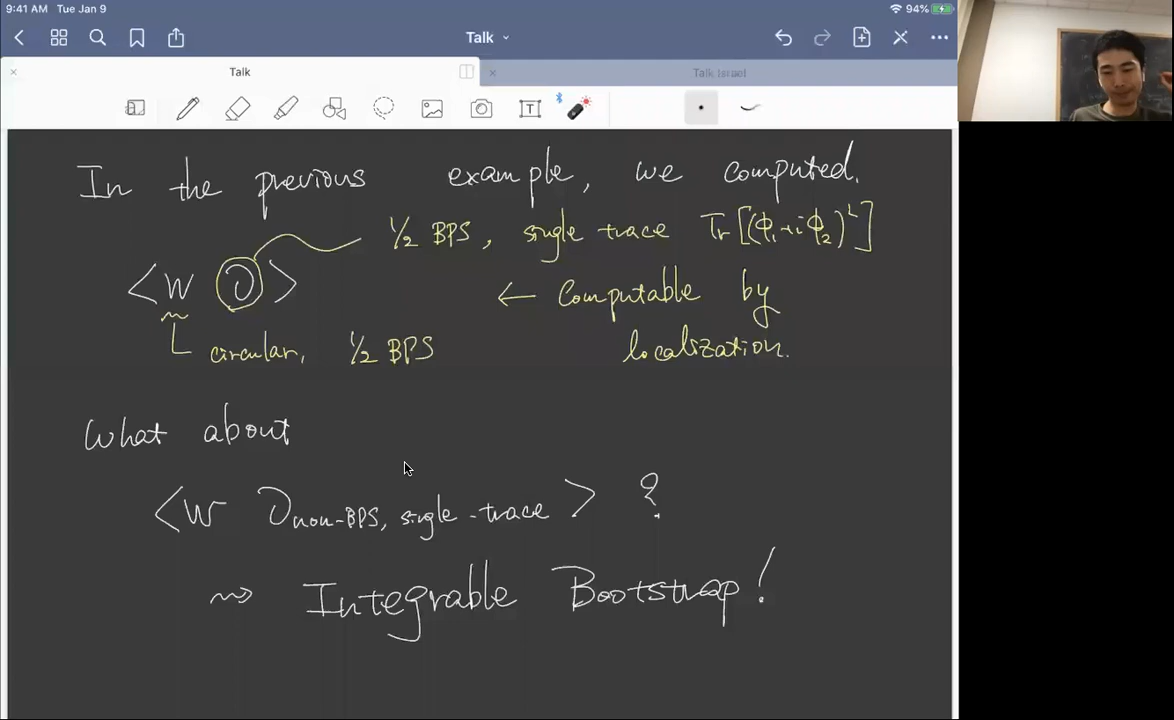 9:41 AM Tue Jan 9
94%
Talk
Talk
Talk Israel
In the previous example, we computed.
1/2 BPS, single trace Tr[(Φ₁+iΦ₂)^L]
<W O>
← Computable by
localization.
circular, 1/2 BPS
What about
<W O non-BPS, single-trace > ?
⇝ Integrable Bootstrap!